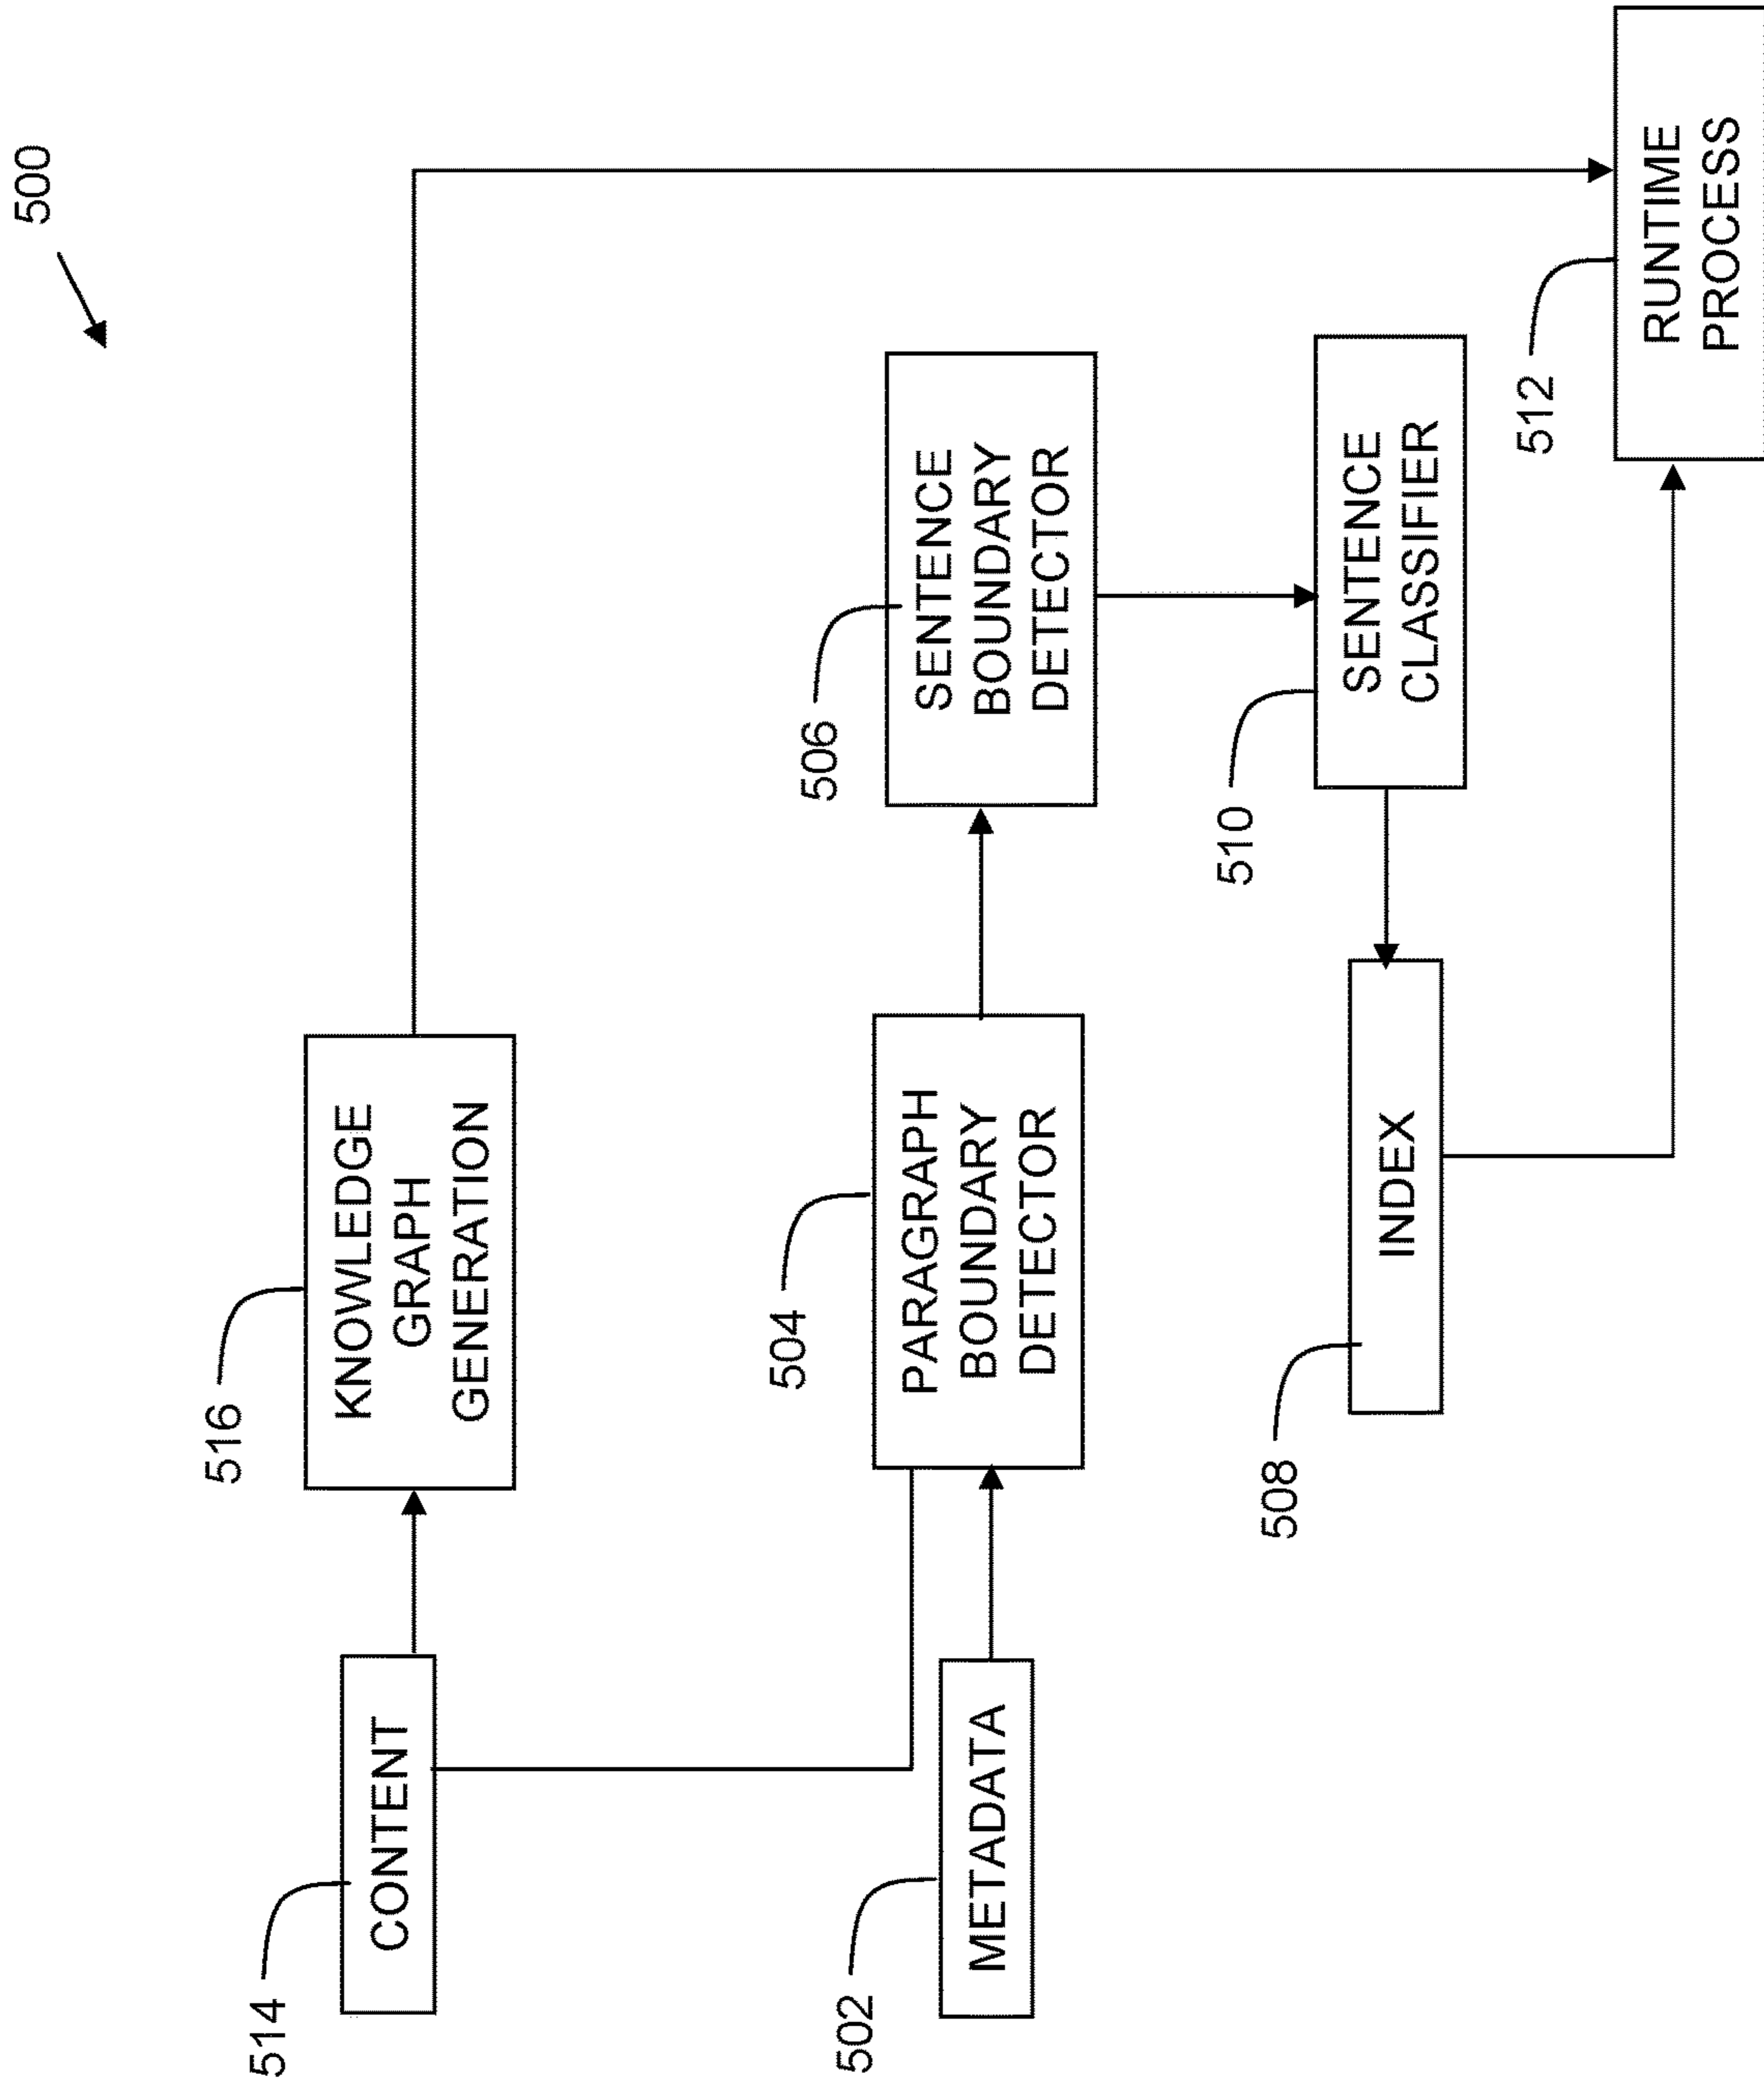 500
516
KNOWLEDGE
GRAPH
GENERATION
514
CONTENT
504
PARAGRAPH
BOUNDARY
DETECTOR
506
SENTENCE
BOUNDARY
DETECTOR
502
METADATA
510
SENTENCE
CLASSIFIER
508
INDEX
512
RUNTIME
PROCESS